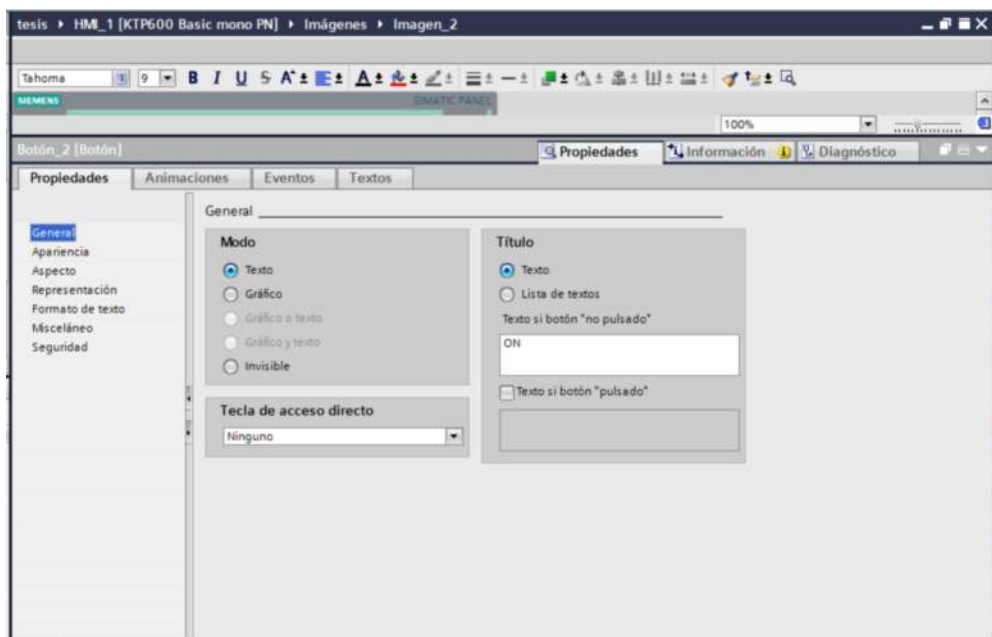 tesis ▸ HMI_1 [KTP600 Basic mono PN] ▸ Imágenes ▸ Imagen_2
Tahoma 9 B I U S A A
SIEMENS SIMATIC PANEL
100%
Botón_2 [Botón] Propiedades Información Diagnóstico
Propiedades Animaciones Eventos Textos
General
Apariencia
Aspecto
Representación
Formato de texto
Misceláneo
Seguridad
General
Modo
Texto
Gráfico
Gráfico o texto
Gráfico y texto
Invisible
Tecla de acceso directo
Ninguno
Título
Texto
Lista de textos
Texto si botón "no pulsado"
ON
Texto si botón "pulsado"